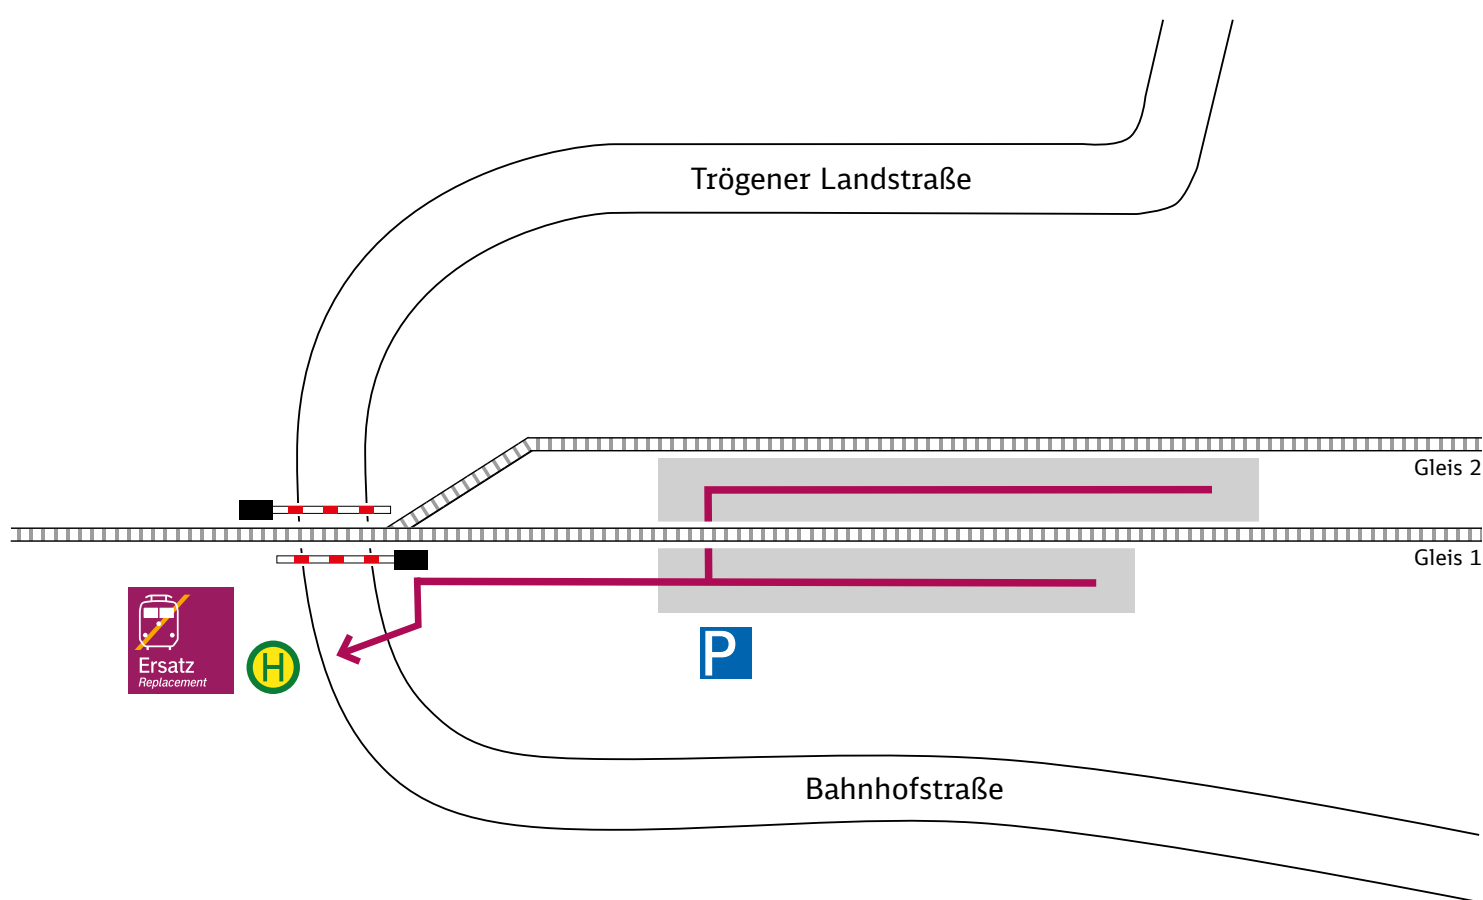 Trögener Landstraße
Gleis 2
Gleis 1
Ersatz
Replacement
H
P
Bahnhofstraße